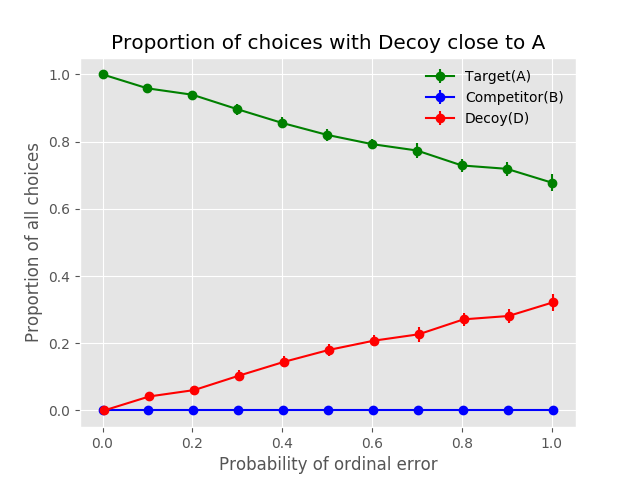 Proportion of choices with Decoy close to A
Target(A)
Competitor(B)
Decoy(D)
Proportion of all choices
1.0
0.8
0.6
0.4
0.2
0.0
0.0 0.2 0.4 0.6 0.8 1.0
Probability of ordinal error